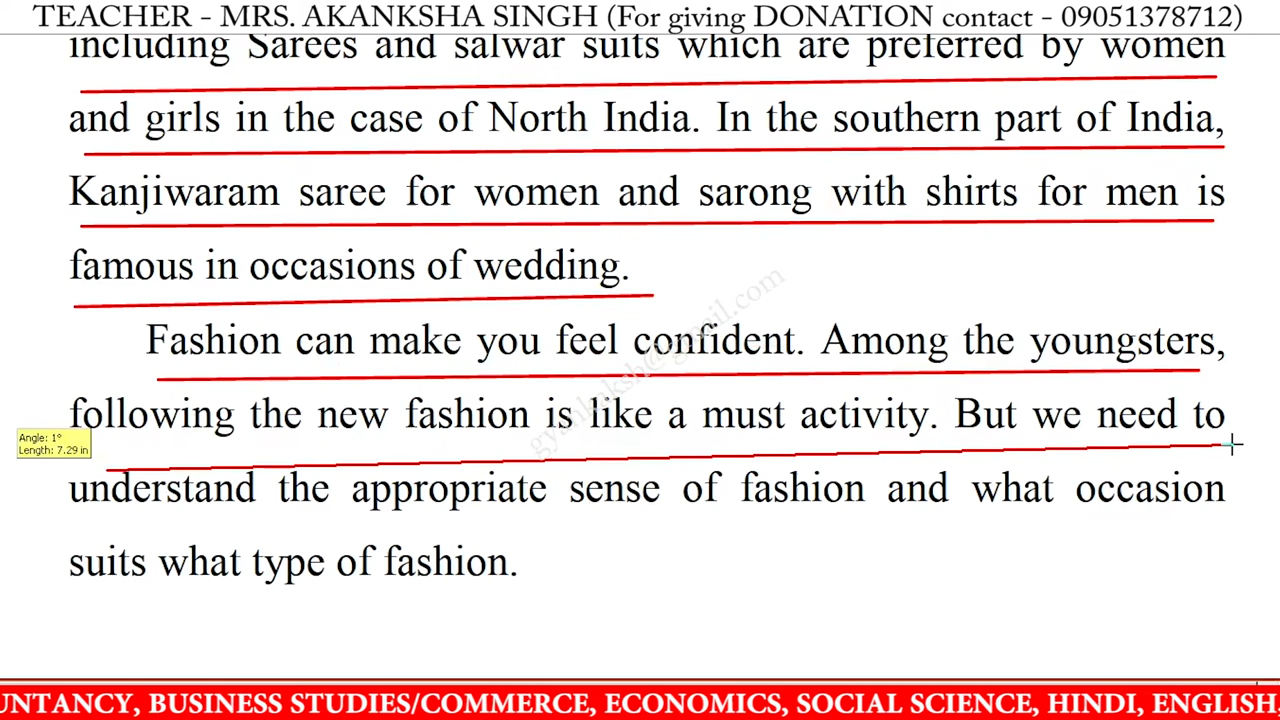 TEACHER - MRS. AKANKSHA SINGH (For giving DONATION contact - 09051378712)
including Sarees and salwar suits which are preferred by women
and girls in the case of North India. In the southern part of India,
Kanjiwaram saree for women and sarong with shirts for men is
famous in occasions of wedding.
Fashion can make you feel confident. Among the youngsters,
following the new fashion is like a must activity. But we need to
Angle: 1°
Length: 7.29 in
understand the appropriate sense of fashion and what occasion
suits what type of fashion.
UNTANCY, BUSINESS STUDIES/COMMERCE, ECONOMICS, SOCIAL SCIENCE, HINDI, ENGLISH,